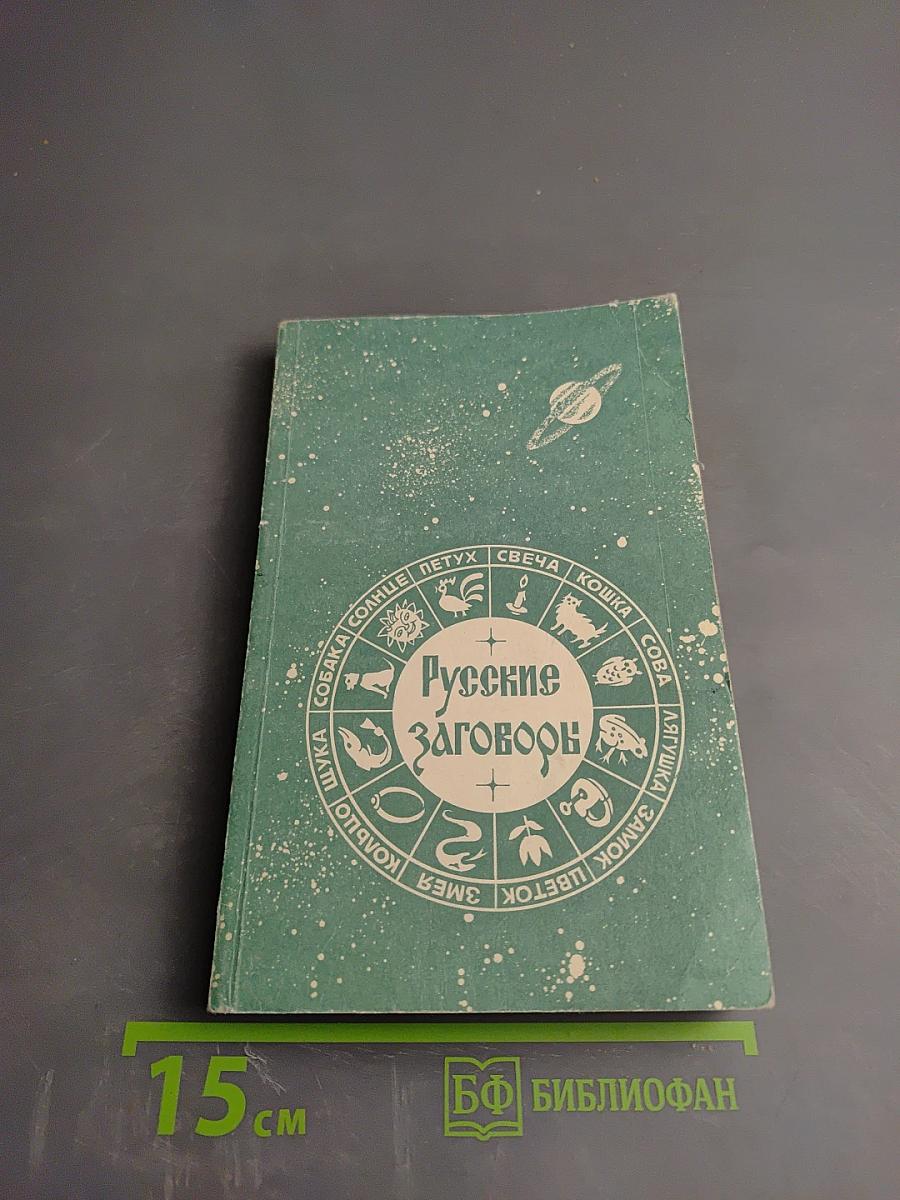 ПЕТУХ
СВЕЧА
КОШКА
СОВА
ЛЯГУШКА
ЗАМОК
ЦВЕТОК
ЗМЕЯ
КОЛЬЦО
ЩУКА
СОБАКА
СОЛНЦЕ
Русские
заговоры
15 см
БФ БИБЛИОФАН